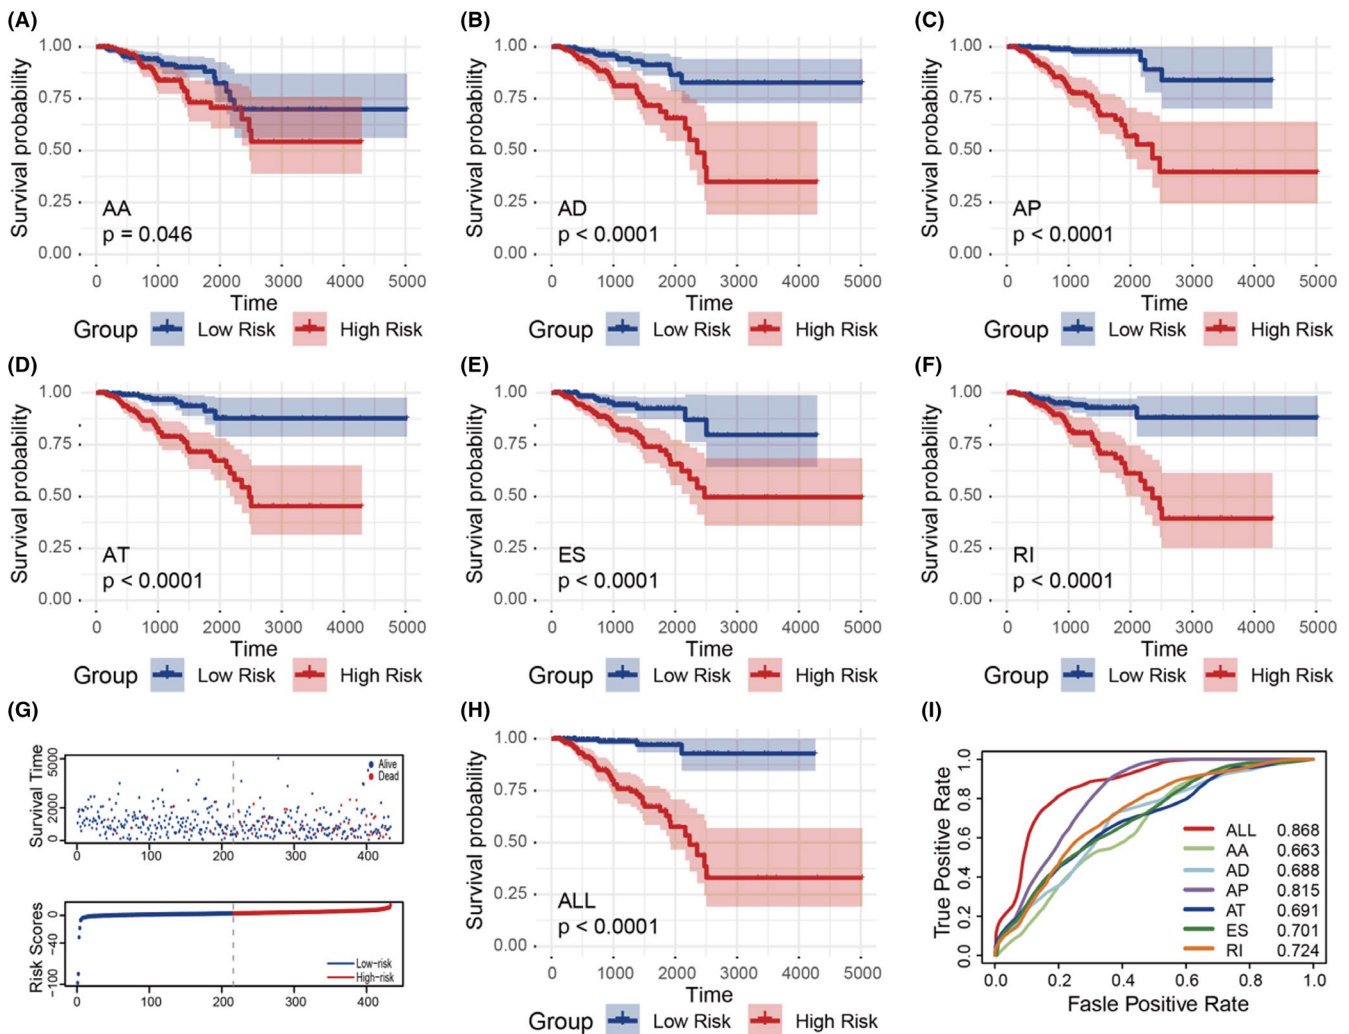 (A)
1.00
0.75
0.50
0.25
0.00
Survival probability
AA
p = 0.046
0 1000 2000 3000 4000 5000
Time
Group Low Risk High Risk
(B)
1.00
0.75
0.50
0.25
0.00
Survival probability
AD
p < 0.0001
0 1000 2000 3000 4000 5000
Time
Group Low Risk High Risk
(C)
1.00
0.75
0.50
0.25
0.00
Survival probability
AP
p < 0.0001
0 1000 2000 3000 4000 5000
Time
Group Low Risk High Risk
(D)
1.00
0.75
0.50
0.25
0.00
Survival probability
AT
p < 0.0001
0 1000 2000 3000 4000 5000
Time
Group Low Risk High Risk
(E)
1.00
0.75
0.50
0.25
0.00
Survival probability
ES
p < 0.0001
0 1000 2000 3000 4000 5000
Time
Group Low Risk High Risk
(F)
1.00
0.75
0.50
0.25
0.00
Survival probability
RI
p < 0.0001
0 1000 2000 3000 4000 5000
Time
Group Low Risk High Risk
(G)
Survival Time
5000
2000
0
Alive
Dead
0 100 200 300 400
Risk Scores
0
−40
−100
Low−risk
High−risk
0 100 200 300 400
(H)
1.00
0.75
0.50
0.25
0.00
Survival probability
ALL
p < 0.0001
0 1000 2000 3000 4000 5000
Time
Group Low Risk High Risk
(I)
True Positive Rate
1.0
0.8
0.6
0.4
0.2
0.0
ALL 0.868
AA 0.663
AD 0.688
AP 0.815
AT 0.691
ES 0.701
RI 0.724
0.0 0.2 0.4 0.6 0.8 1.0
Fasle Positive Rate